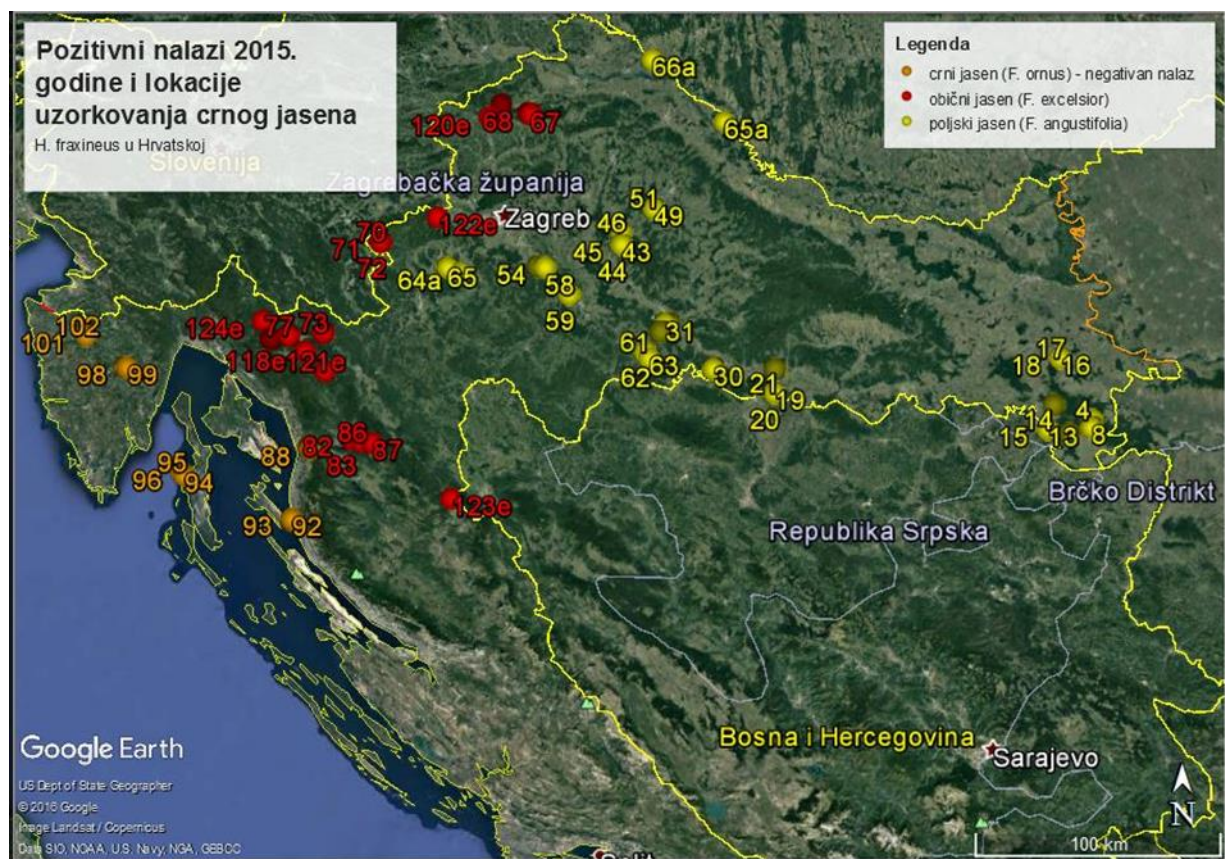 Pozitivni nalazi 2015.
godine i lokacije
uzorkovanja crnog jasena
H. fraxineus u Hrvatskoj
Legenda
crni jasen (F. ornus) - negativan nalaz
obični jasen (F. excelsior)
poljski jasen (F. angustifolia)
Slovenija
66a
65a
120e
68
67
Zagrebačka županija
122e
Zagreb
51
49
46
45
43
44
70
71
72
64a
65
54
58
59
101
102
98
99
124e
77
73
118e
121e
61
31
62
63
30
21
19
20
17
18
16
4
14
15
13
8
82
86
83
87
88
95
96
94
93
92
123e
Brčko Distrikt
Republika Srpska
Bosna i Hercegovina
Sarajevo
Google Earth
US Dept of State Geographer
© 2016 Google
Image Landsat / Copernicus
Data SIO, NOAA, U.S. Navy, NGA, GEBCO
N
100 km